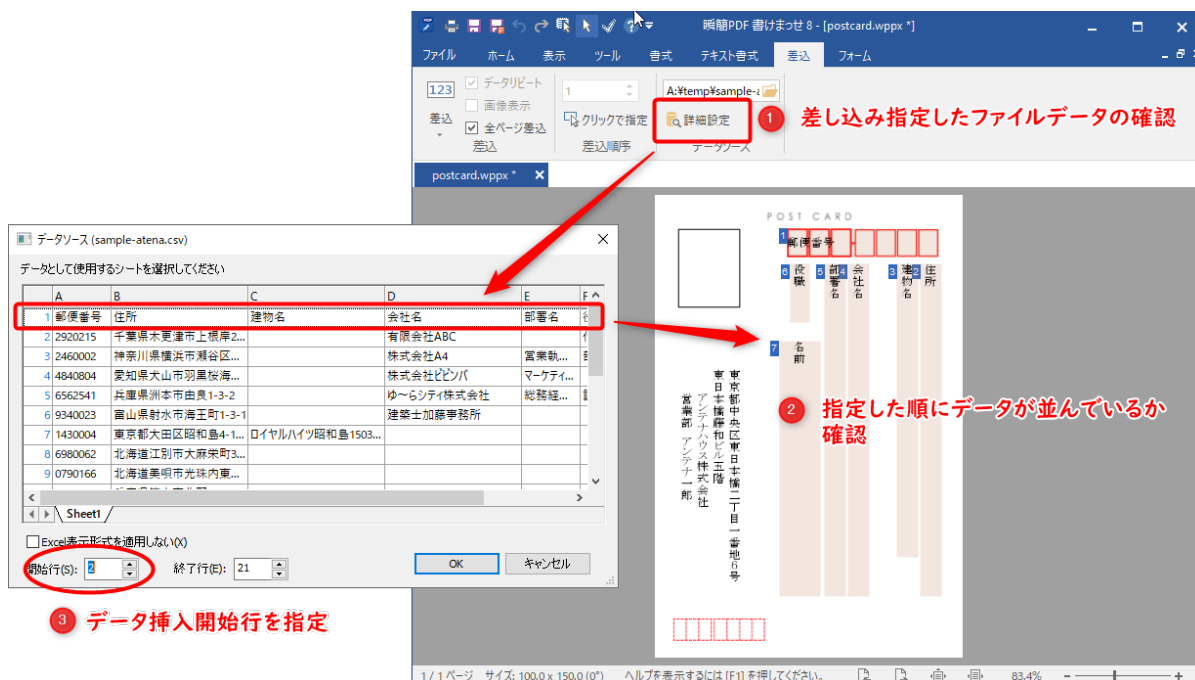 瞬簡PDF 書けまっせ 8 - [postcard.wppx *]
ファイル ホーム 表示 ツール 書式 テキスト書式 差込 フォーム
123
差込
データリピート
画像表示
全ページ差込
差込
1
クリックで指定
差込順序
A:¥temp¥sample-a
詳細設定
データソース
1 差し込み指定したファイルデータの確認
postcard.wppx *
POST CARD
1 郵便番号
6 役職
5 部署名
4 会社名
3 建物名
2 住所
7 名前
東京都中央区東日本橋二丁目一番地6号
東日本橋藤和ビル五階
アンテナハウス株式会社
営業部 アンテナ一郎
2 指定した順にデータが並んでいるか
確認
データソース (sample-atena.csv)
データとして使用するシートを選択してください
A B C D E F
1 郵便番号 住所 建物名 会社名 部署名
2 2920215 千葉県木更津市上根岸2... 有限会社ABC
3 2460002 神奈川県横浜市瀬谷区... 株式会社A4 営業執...
4 4840804 愛知県犬山市羽黒桜海... 株式会社ビビンバ マーケティ...
5 6562541 兵庫県洲本市由良1-3-2 ゆ～らシティ株式会社 総務経...
6 9340023 富山県射水市海王町1-3-1 建築士加藤事務所
7 1430004 東京都大田区昭和島4-1... ロイヤルハイツ昭和島1503...
8 6980062 北海道江別市大麻栄町3...
9 0790166 北海道美唄市光珠内東...
Sheet1
Excel表示形式を適用しない(X)
開始行(S): 2 終了行(E): 21 OK キャンセル
3 データ挿入開始行を指定
1 / 1 ページ サイズ: 100.0 x 150.0 (0°) ヘルプを表示するには [F1] を押してください。 83.4%